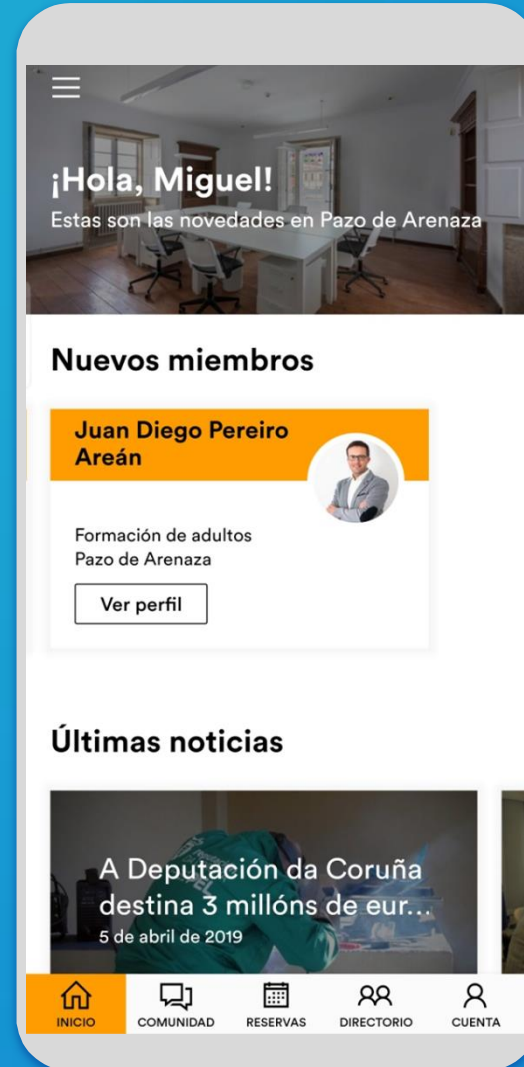 ¡Hola, Miguel!
Estas son las novedades en Pazo de Arenaza
Nuevos miembros
Juan Diego Pereiro
Areán
Formación de adultos
Pazo de Arenaza
Ver perfil
Últimas noticias
A Deputación da Coruña
destina 3 millóns de eur...
5 de abril de 2019
INICIO
COMUNIDAD
RESERVAS
DIRECTORIO
CUENTA